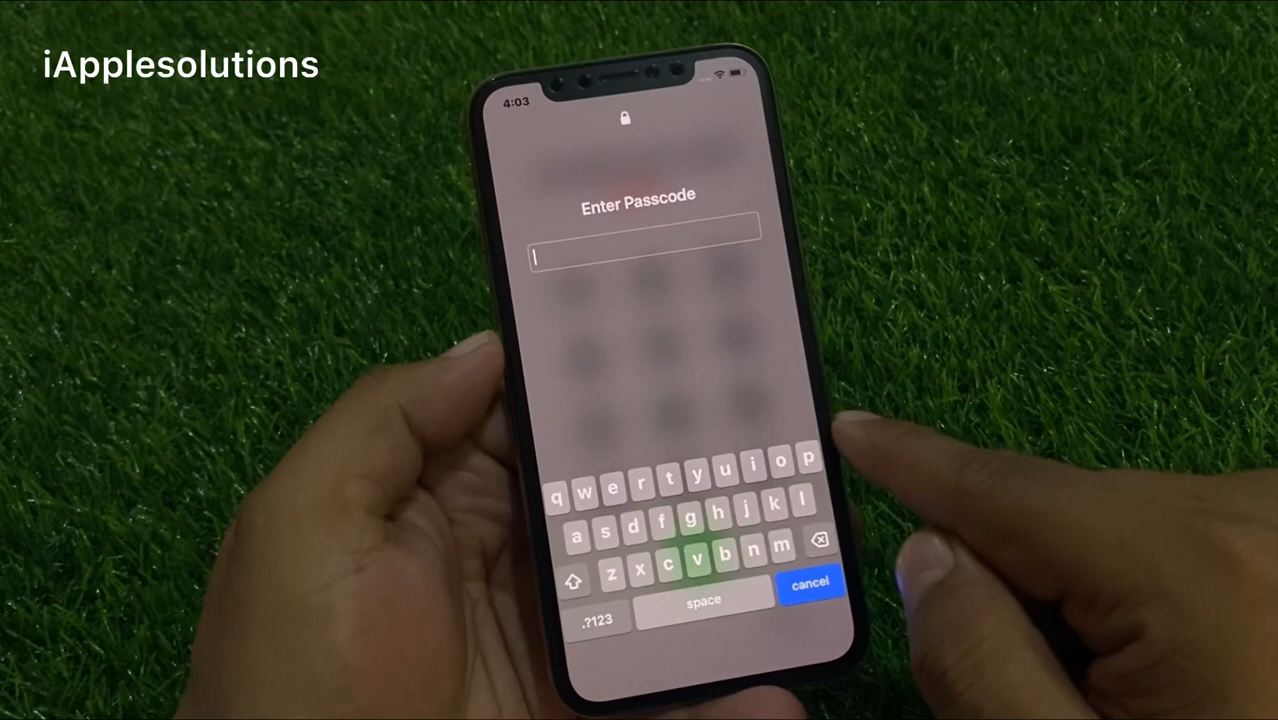 iApplesolutions
4:03
Enter Passcode
q w e r t y u i o p
a s d f g h j k l
z x c v b n m
.?123 space cancel